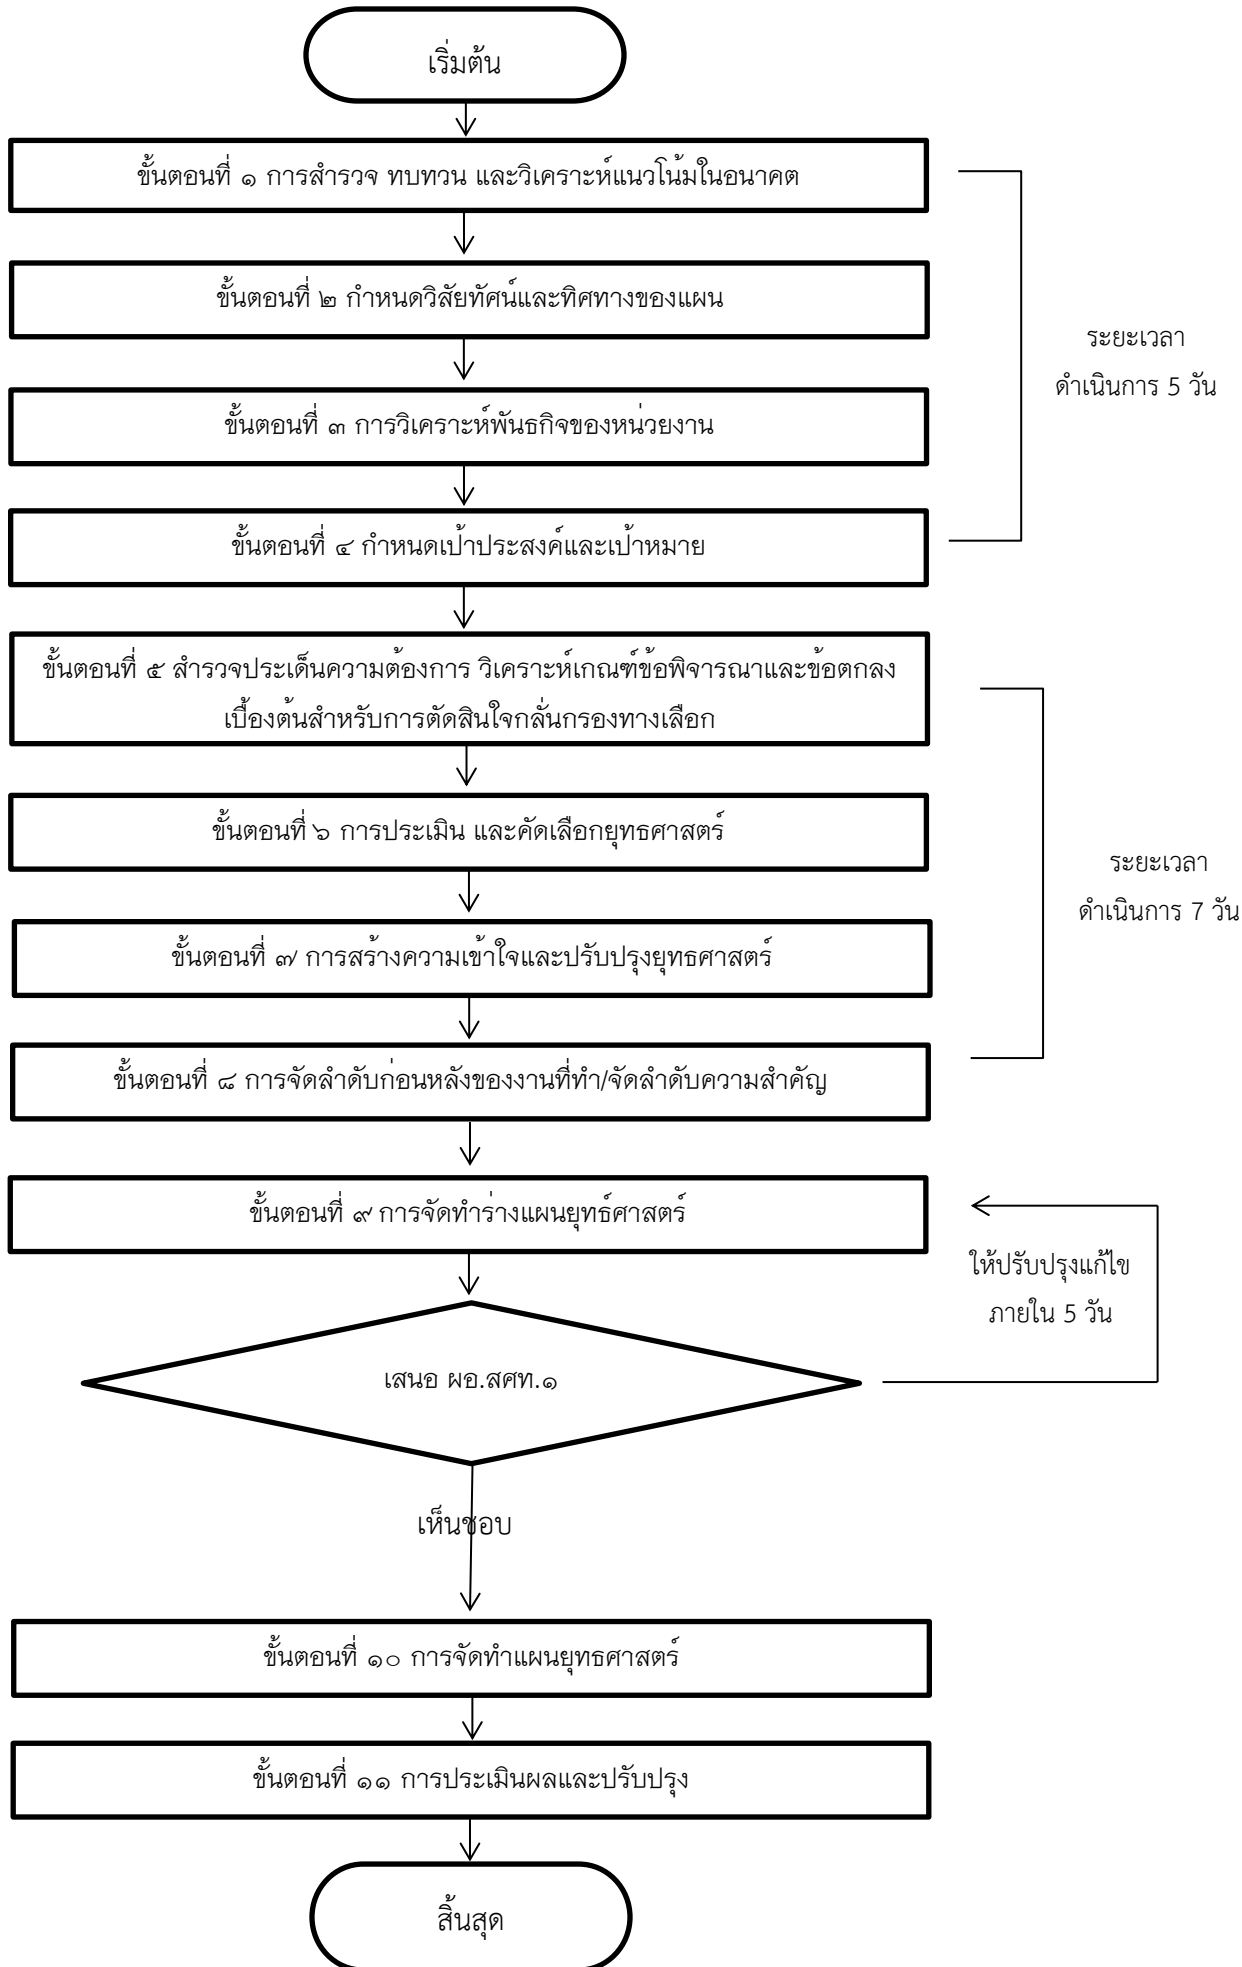 เริ่มต้น
ขั้นตอนที่ ๑ การสำรวจ ทบทวน และวิเคราะห์แนวโน้มในอนาคต
ขั้นตอนที่ ๒ กำหนดวิสัยทัศน์และทิศทางของแผน
ระยะเวลา
ดำเนินการ 5 วัน
ขั้นตอนที่ ๓ การวิเคราะห์พันธกิจของหน่วยงาน
ขั้นตอนที่ ๔ กำหนดเป้าประสงค์และเป้าหมาย
ขั้นตอนที่ ๕ สำรวจประเด็นความต้องการ วิเคราะห์เกณฑ์ข้อพิจารณาและข้อตกลง
เบื้องต้นสำหรับการตัดสินใจกลั่นกรองทางเลือก
ขั้นตอนที่ ๖ การประเมิน และคัดเลือกยุทธศาสตร์
ระยะเวลา
ดำเนินการ 7 วัน
ขั้นตอนที่ ๗ การสร้างความเข้าใจและปรับปรุงยุทธศาสตร์
ขั้นตอนที่ ๘ การจัดลำดับก่อนหลังของงานที่ทำ/จัดลำดับความสำคัญ
ขั้นตอนที่ ๙ การจัดทำร่างแผนยุทธ์ศาสตร์
ให้ปรับปรุงแก้ไข
ภายใน 5 วัน
เสนอ ผอ.สศท.๑
เห็นชอบ
ขั้นตอนที่ ๑๐ การจัดทำแผนยุทธศาสตร์
ขั้นตอนที่ ๑๑ การประเมินผลและปรับปรุง
สิ้นสุด